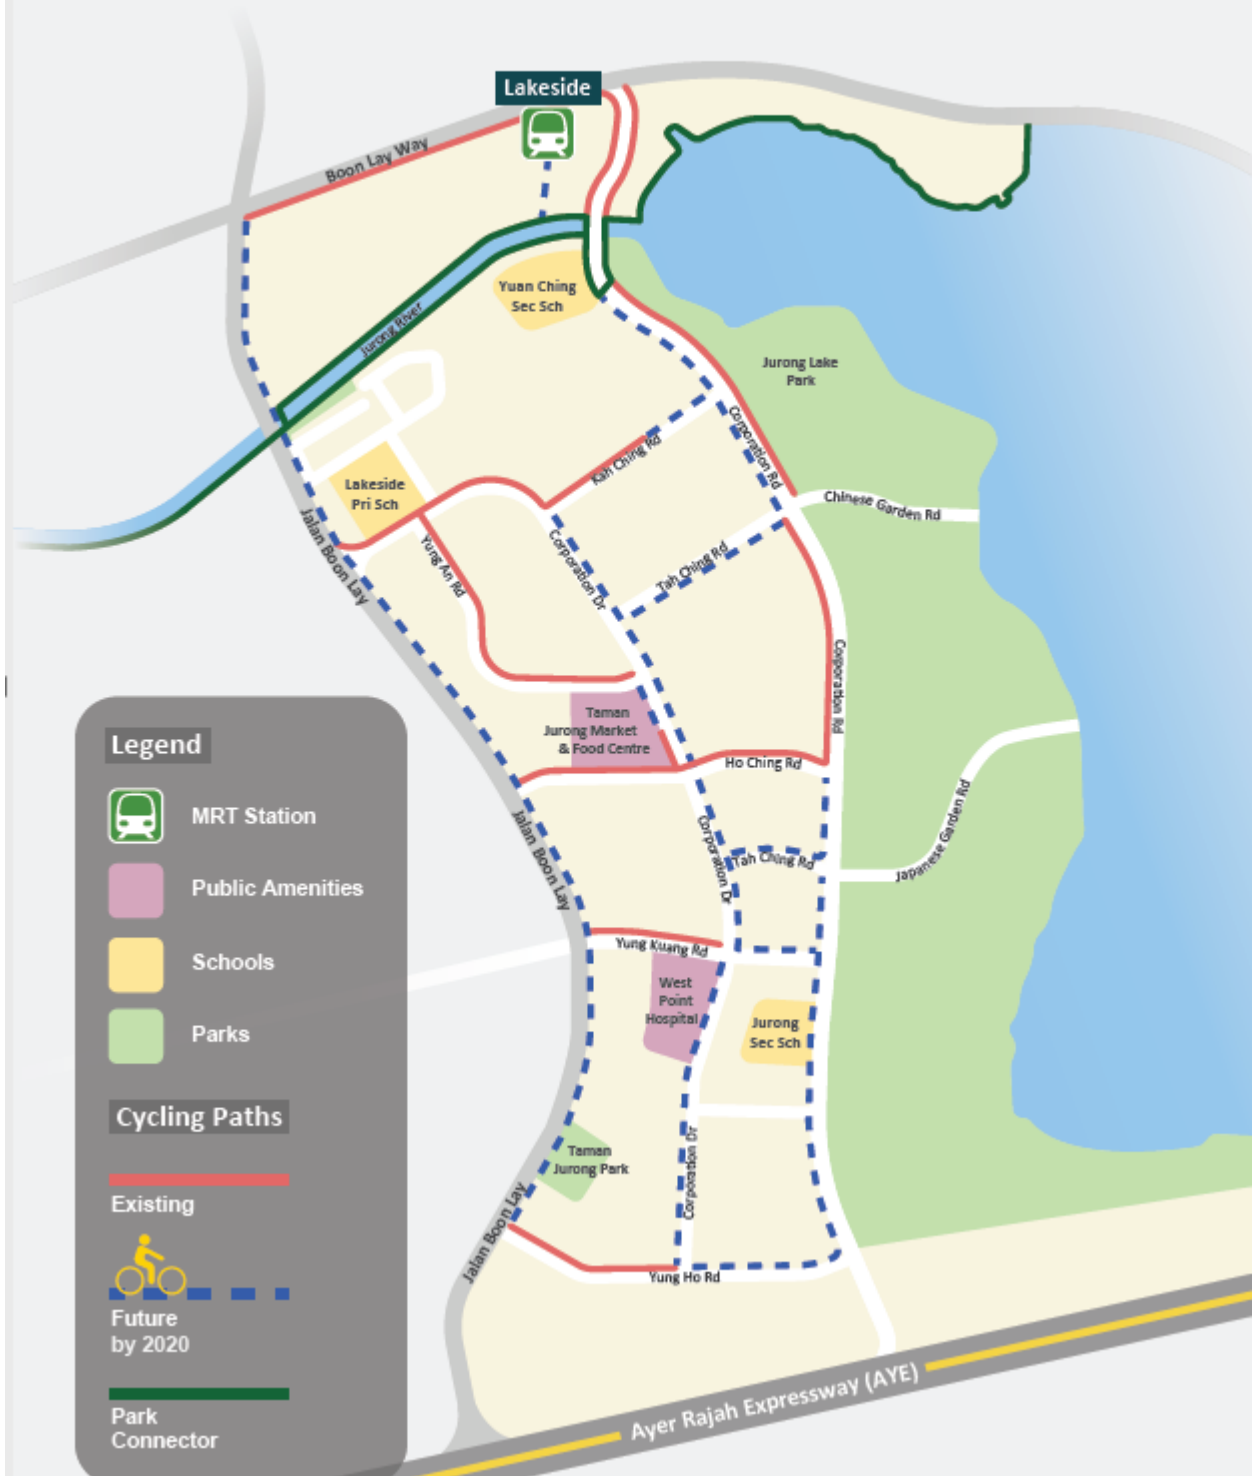 Lakeside
Boon Lay Way
Yuan Ching
Sec Sch
Jurong River
Jurong Lake
Park
Corporation Rd
Kah Ching Rd
Lakeside
Pri Sch
Chinese Garden Rd
Jalan Boon Lay
Yung An Rd
Corporation Dr
Tah Ching Rd
Corporation Rd
Taman
Jurong Market
& Food Centre
Ho Ching Rd
Jalan Boon Lay
Corporation Dr
Tah Ching Rd
Japanese Garden Rd
Yung Kuang Rd
West
Point
Hospital
Jurong
Sec Sch
Taman
Jurong Park
Corporation Dr
Jalan Boon Lay
Yung Ho Rd
Ayer Rajah Expressway (AYE)
Legend
MRT Station
Public Amenities
Schools
Parks
Cycling Paths
Existing
Future
by 2020
Park
Connector